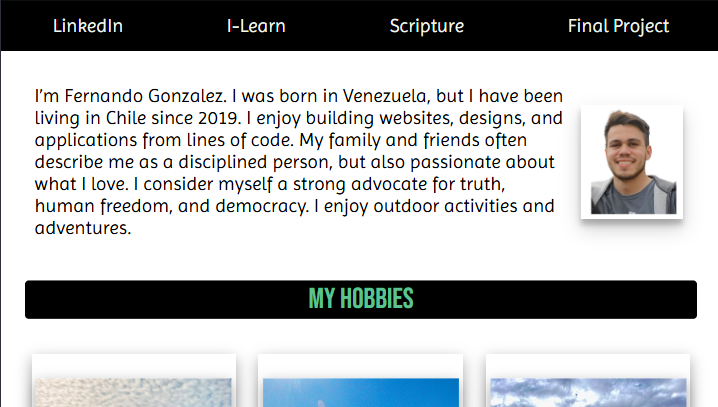 LinkedIn I-Learn Scripture Final Project
I'm Fernando Gonzalez. I was born in Venezuela, but I have been
living in Chile since 2019. I enjoy building websites, designs, and
applications from lines of code. My family and friends often
describe me as a disciplined person, but also passionate about
what I love. I consider myself a strong advocate for truth,
human freedom, and democracy. I enjoy outdoor activities and
adventures.
MY HOBBIES